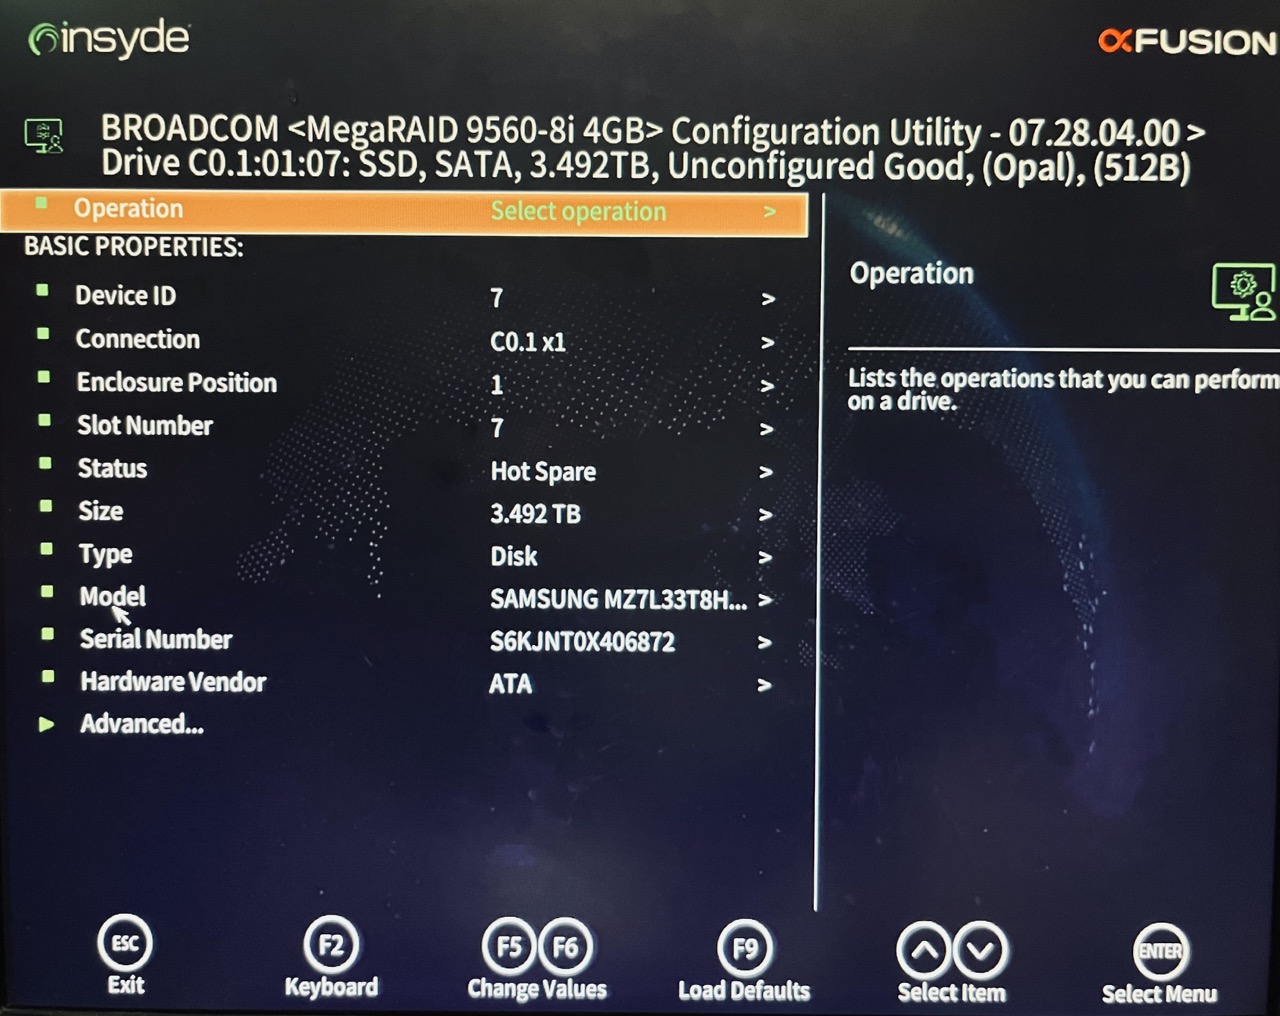 insyde
αFUSION
BROADCOM <MegaRAID 9560-8i 4GB> Configuration Utility - 07.28.04.00 >
Drive C0.1:01:07: SSD, SATA, 3.492TB, Unconfigured Good, (Opal), (512B)
Operation Select operation >
BASIC PROPERTIES:
Device ID 7 >
Connection C0.1 x1 >
Enclosure Position 1 >
Slot Number 7 >
Status Hot Spare >
Size 3.492 TB >
Type Disk >
Model SAMSUNG MZ7L33T8H... >
Serial Number S6KJNT0X406872 >
Hardware Vendor ATA >
Advanced...
Operation
Lists the operations that you can perform
on a drive.
ESC Exit
F2 Keyboard
F5 F6 Change Values
F9 Load Defaults
Select Item
ENTER Select Menu